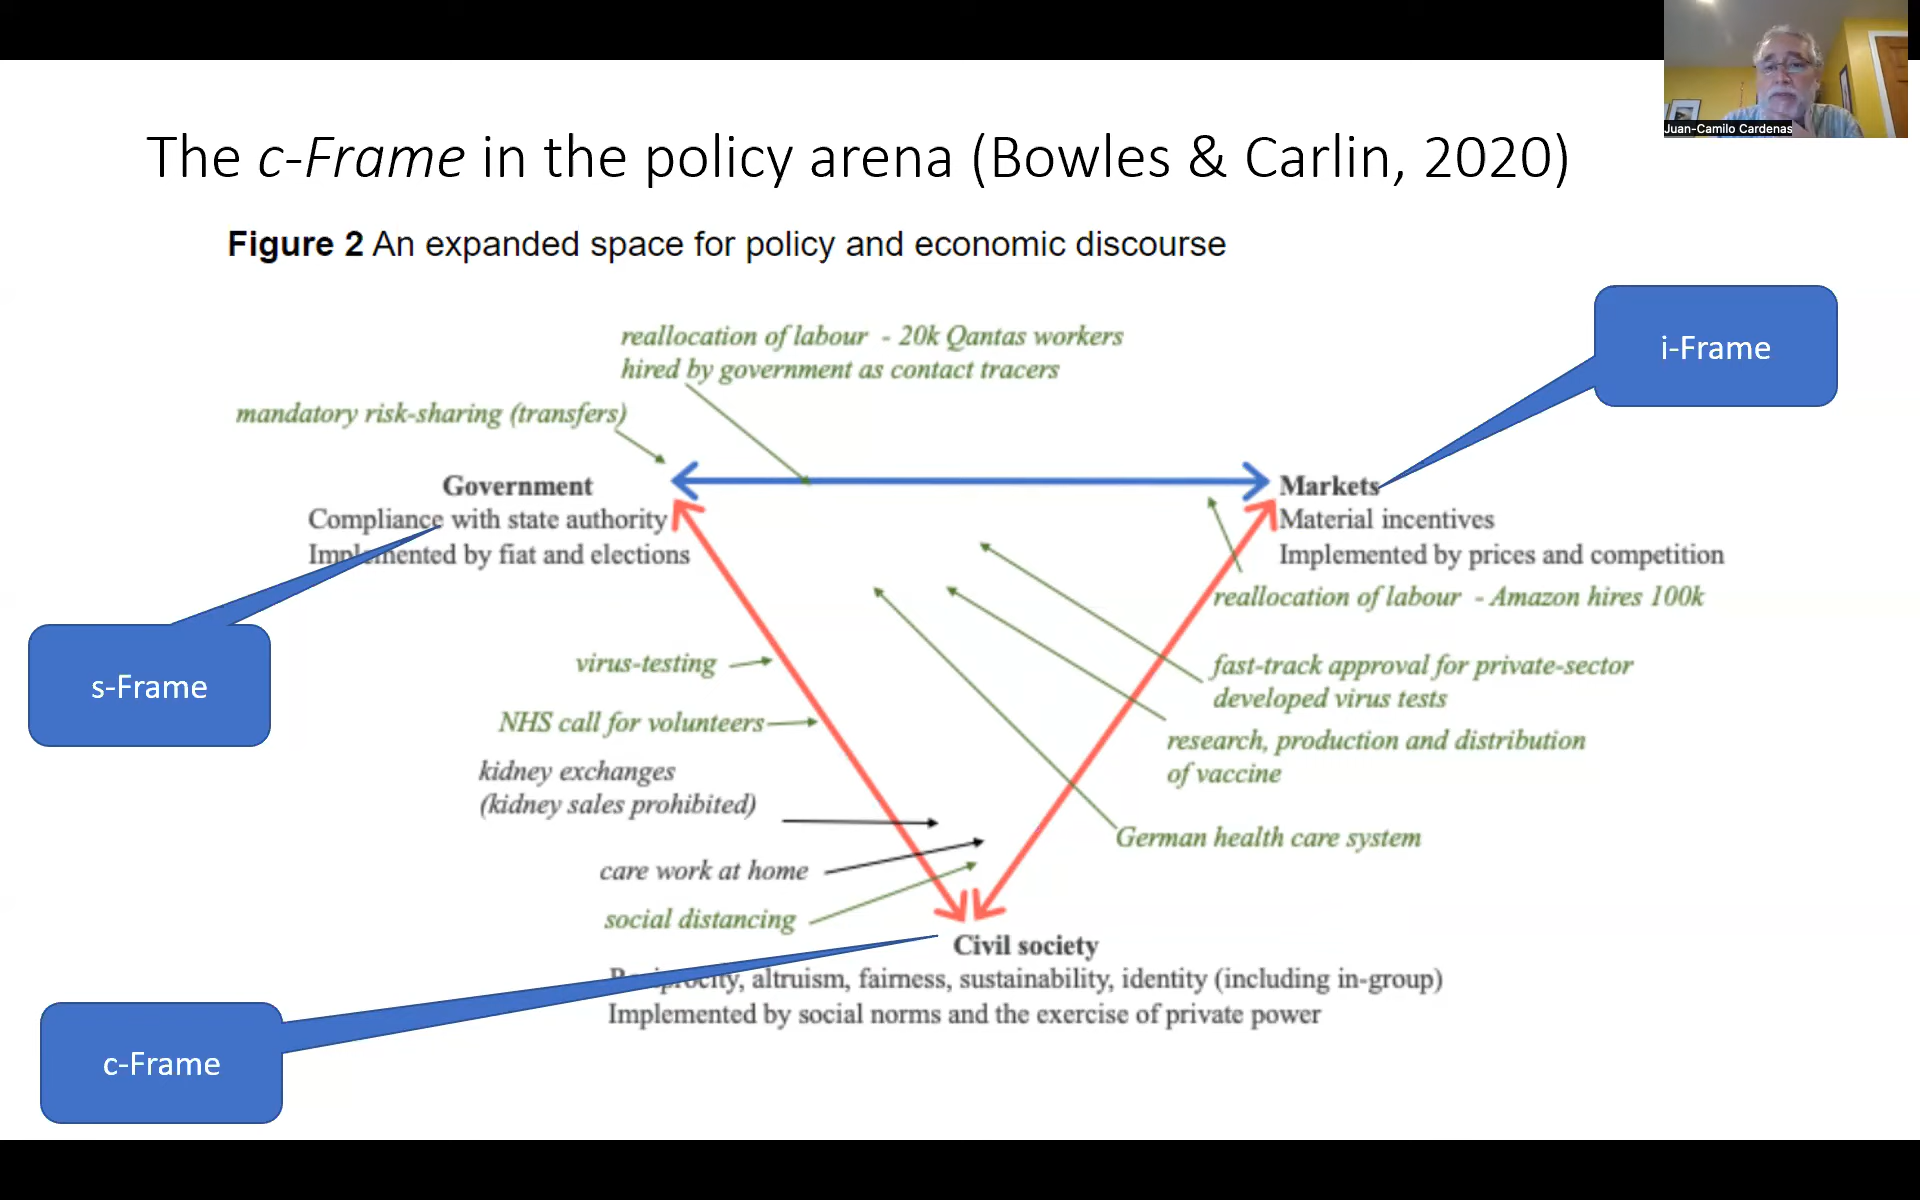 Juan-Camilo Cardenas
The c-Frame in the policy arena (Bowles & Carlin, 2020)
Figure 2 An expanded space for policy and economic discourse
i-Frame
reallocation of labour - 20k Qantas workers
hired by government as contact tracers
mandatory risk-sharing (transfers)
Government
Compliance with state authority
Implemented by fiat and elections
Markets
Material incentives
Implemented by prices and competition
reallocation of labour - Amazon hires 100k
s-Frame
virus-testing
fast-track approval for private-sector
developed virus tests
NHS call for volunteers
research, production and distribution
of vaccine
kidney exchanges
(kidney sales prohibited)
German health care system
care work at home
social distancing
Civil society
Reciprocity, altruism, fairness, sustainability, identity (including in-group)
Implemented by social norms and the exercise of private power
c-Frame